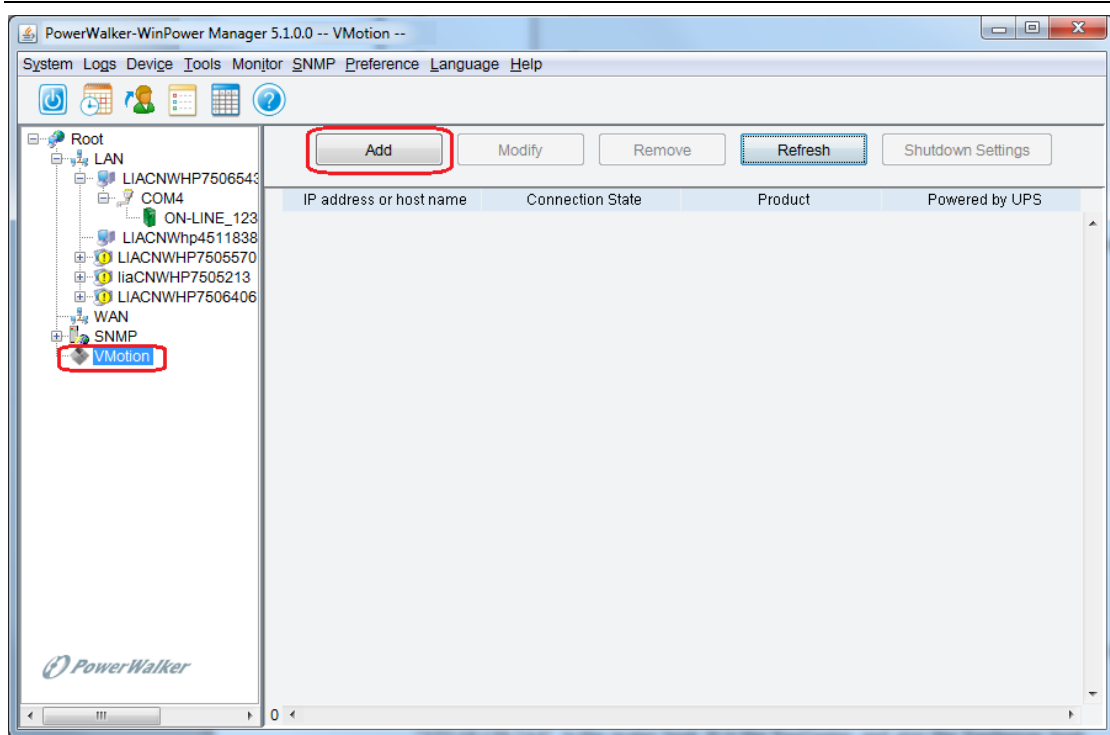 PowerWalker-WinPower Manager 5.1.0.0 -- VMotion --
System Logs Device Tools Monitor SNMP Preference Language Help
Add Modify Remove Refresh Shutdown Settings
IP address or host name Connection State Product Powered by UPS
Root
LAN
LIACNWHP7506543
COM4
ON-LINE_123
LIACNWhp4511838
LIACNWHP7505570
liaCNWHP7505213
LIACNWHP7506406
WAN
SNMP
VMotion
PowerWalker
0